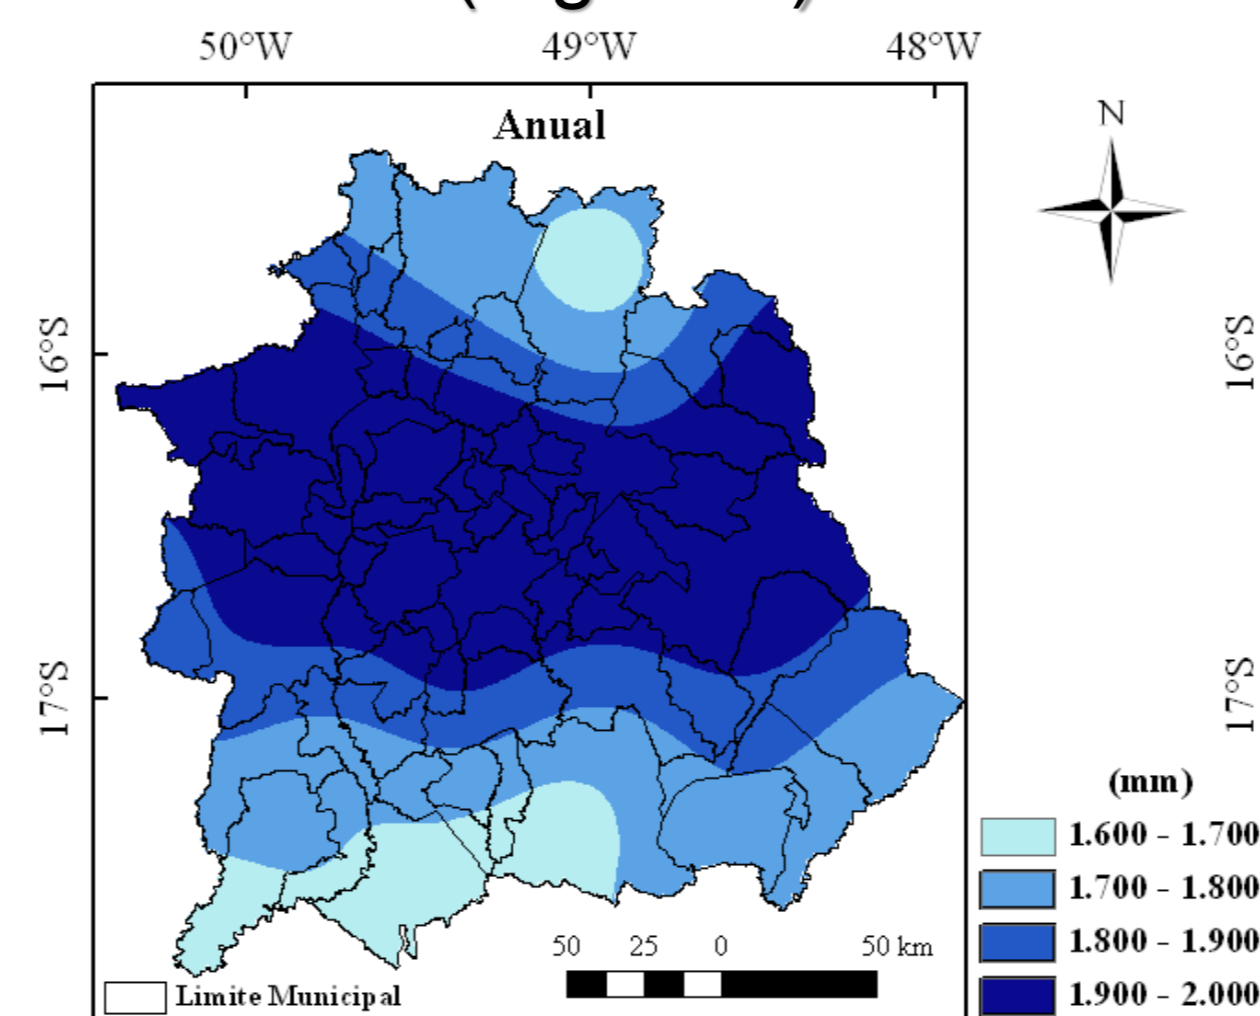 50°W 49°W 48°W
Anual
N
16°S
16°S
17°S
17°S
(mm)
1.600 - 1.700
1.700 - 1.800
1.800 - 1.900
1.900 - 2.000
50 25 0 50 km
Limite Municipal